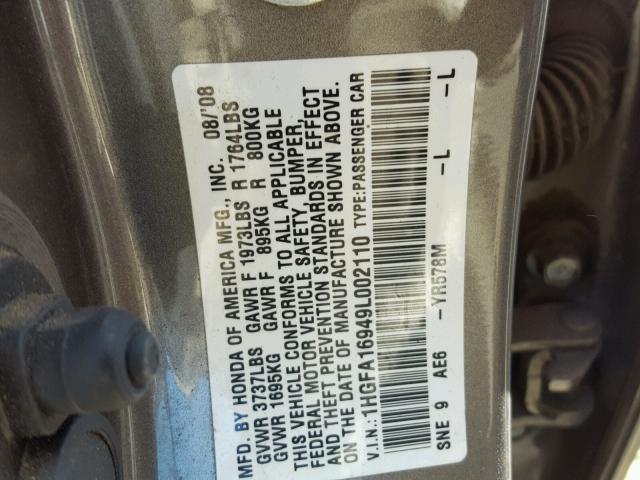 MFD. BY HONDA OF AMERICA MFG., INC. 08/'08
GVWR 3737LBS GAWR F 1973LBS R 1764LBS
GVWR 1695KG GAWR F 895KG R 800KG
THIS VEHICLE CONFORMS TO ALL APPLICABLE
FEDERAL MOTOR VEHICLE SAFETY, BUMPER,
AND THEFT PREVENTION STANDARDS IN EFFECT
ON THE DATE OF MANUFACTURE SHOWN ABOVE.
V.I.N.: 1HGFA16949L002110 TYPE:PASSENGER CAR
SNE 9 AE6 -YR578M -L -L